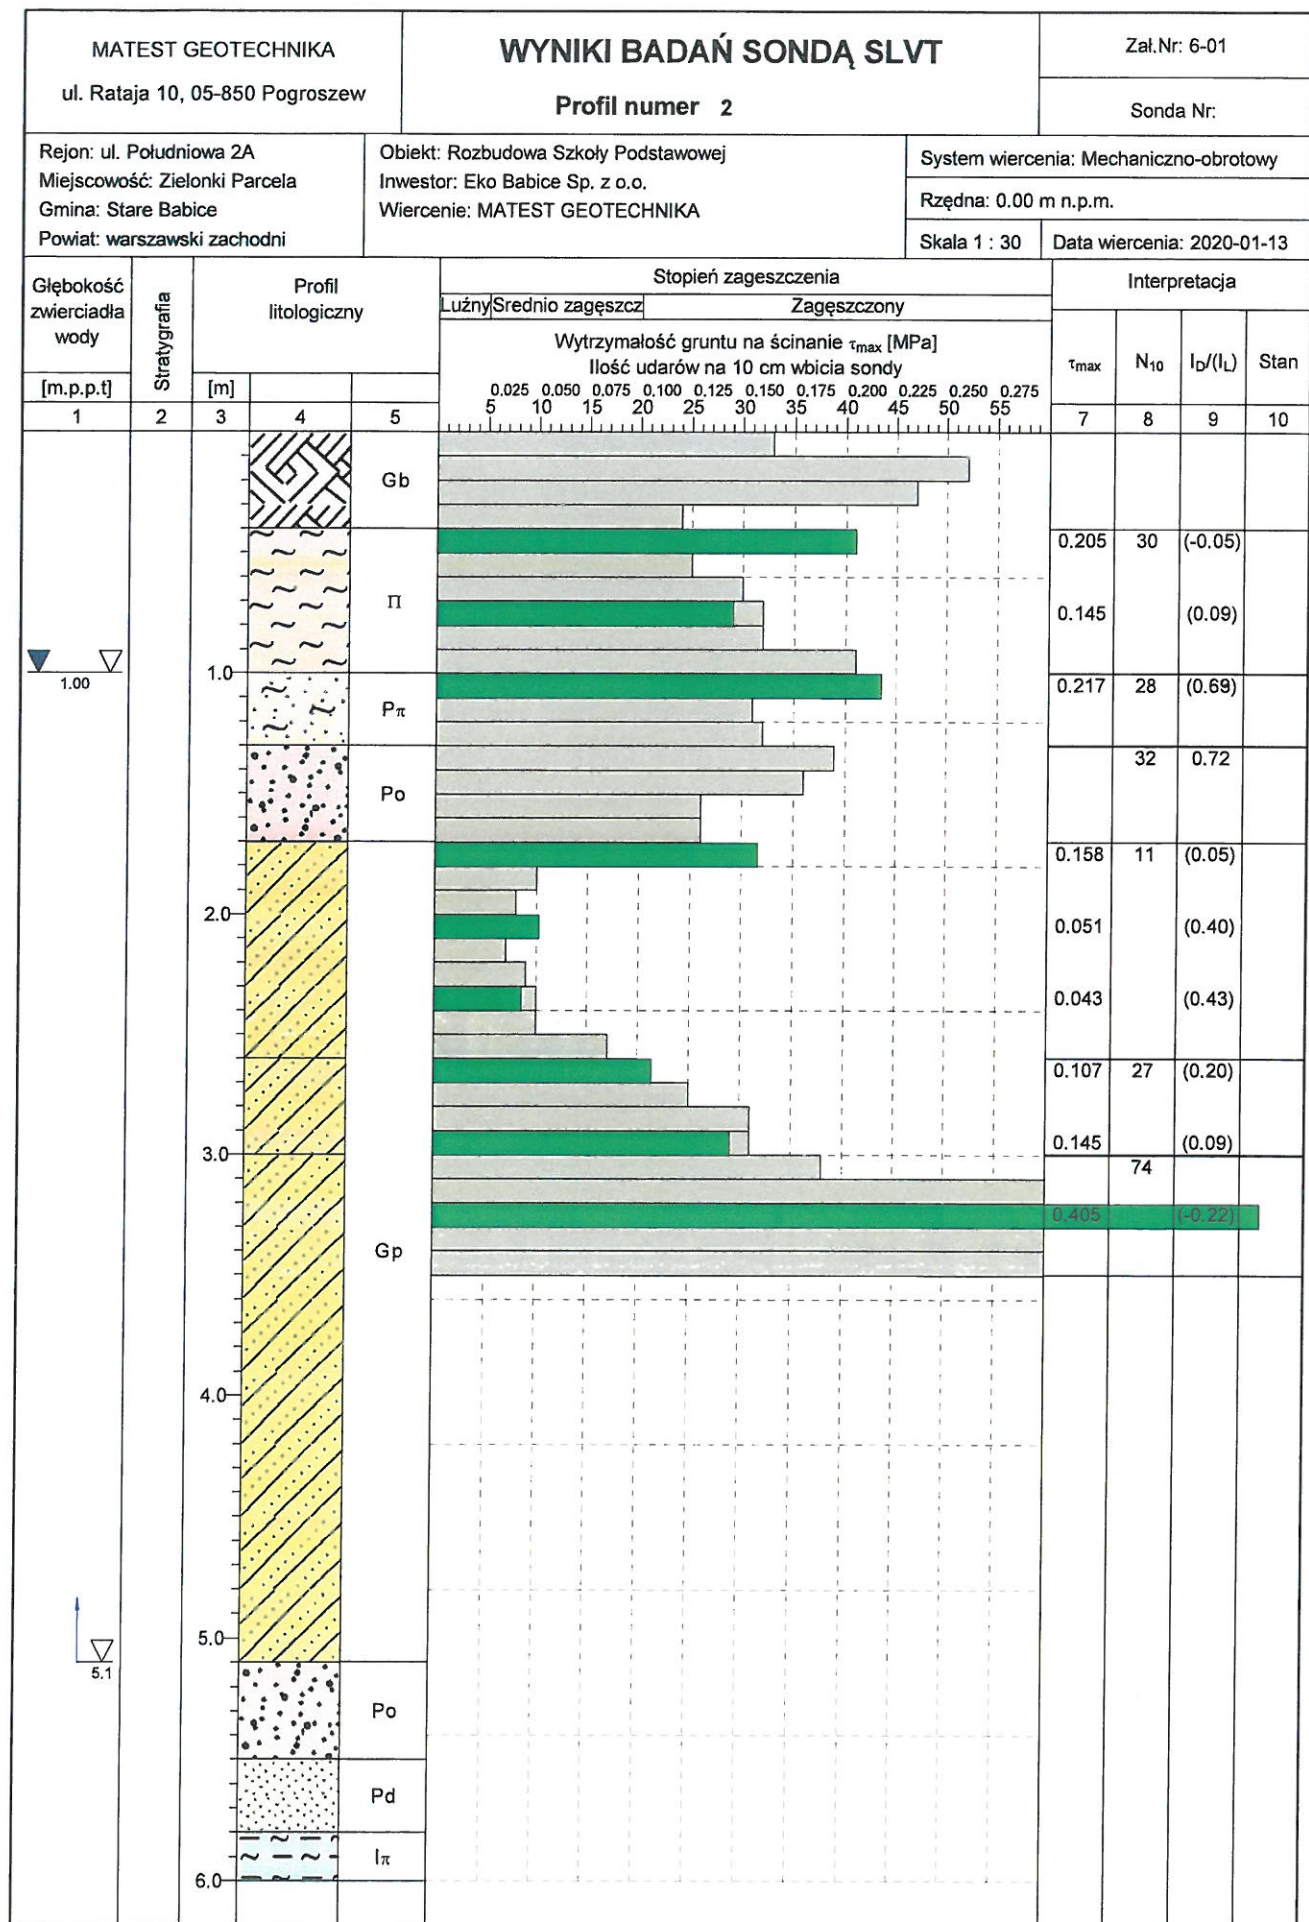 MATEST GEOTECHNIKA
ul. Rataja 10, 05-850 Pogroszew
WYNIKI BADAŃ SONDĄ SLVT
Profil numer 2
Zał.Nr: 6-01
Sonda Nr:
Rejon: ul. Południowa 2A
Miejscowość: Zielonki Parcela
Gmina: Stare Babice
Powiat: warszawski zachodni
Obiekt: Rozbudowa Szkoły Podstawowej
Inwestor: Eko Babice Sp. z o.o.
Wiercenie: MATEST GEOTECHNIKA
System wiercenia: Mechaniczno-obrotowy
Rzędna: 0.00 m n.p.m.
Skala 1 : 30
Data wiercenia: 2020-01-13
Głębokość
zwierciadła
wody
[m.p.p.t]
Stratygrafia
Profil
litologiczny
[m]
Stopień zageszczenia
Luźny Srednio zagęszcz Zagęszczony
Wytrzymałość gruntu na ścinanie τmax [MPa]
Ilość udarów na 10 cm wbicia sondy
0.025 0.050 0.075 0.100 0.125 0.150 0.175 0.200 0.225 0.250 0.275
5 10 15 20 25 30 35 40 45 50 55
Interpretacja
τmax N10 ID/(IL) Stan
1 2 3 4 5 7 8 9 10
Gb
0.205 30 (-0.05)
Π
0.145 (0.09)
1.00
1.0
0.217 28 (0.69)
Pπ
32 0.72
Po
0.158 11 (0.05)
2.0
0.051 (0.40)
0.043 (0.43)
0.107 27 (0.20)
0.145 (0.09)
3.0
74
0.405 (-0.22)
Gp
4.0
5.0
5.1
Po
Pd
Iπ
6.0